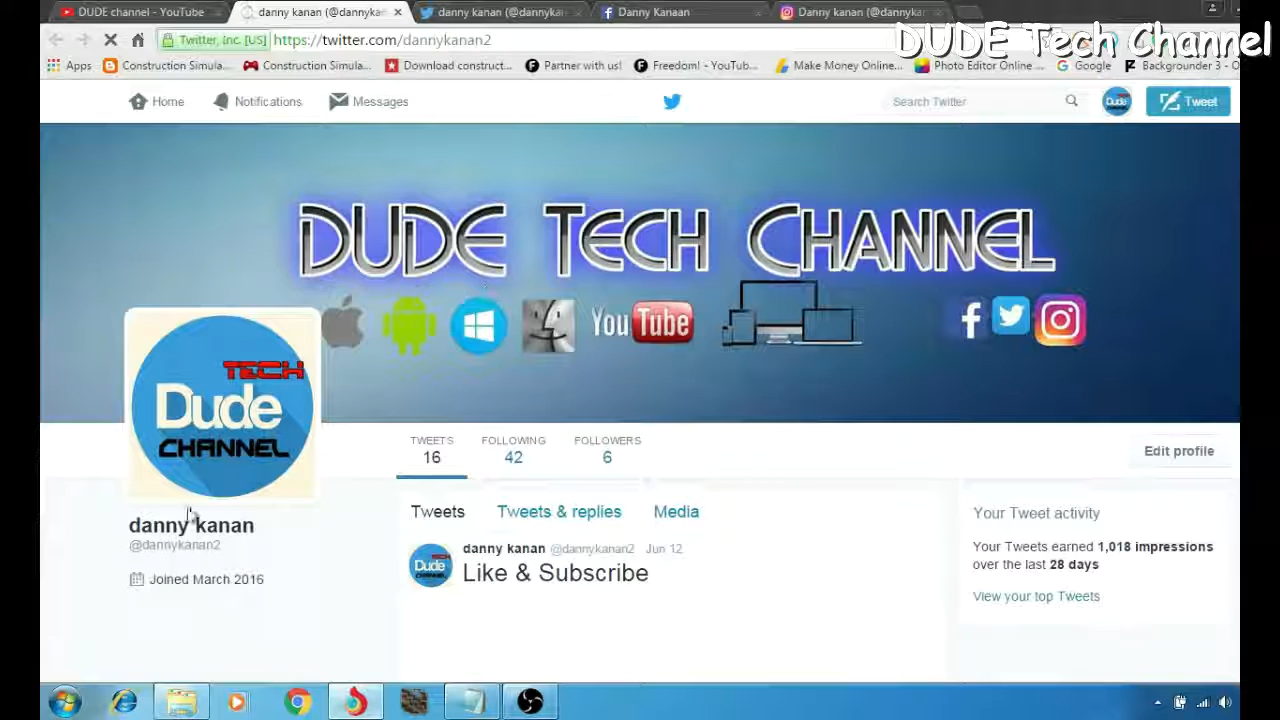 DUDE channel - YouTube
danny kanan (@dannykan
danny kanan (@dannykan
Danny Kanaan
Danny kanan (@dannyka
DUDE Tech Channel
Twitter, Inc. [US]
https://twitter.com/dannykanan2
Apps
Construction Simula...
Construction Simula...
Download construct...
Partner with us!
Freedom! - YouTub...
Make Money Online...
Photo Editor Online...
Google
Backgrounder 3 - O
Home
Notifications
Messages
Search Twitter
Dude
Tweet
DUDE TECH CHANNEL
YouTube
TECH
Dude
CHANNEL
TWEETS
16
FOLLOWING
42
FOLLOWERS
6
Edit profile
danny kanan
@dannykanan2
Joined March 2016
Tweets
Tweets & replies
Media
Dude
danny kanan @dannykanan2 Jun 12
Like & Subscribe
Your Tweet activity
Your Tweets earned 1,018 impressions
over the last 28 days
View your top Tweets